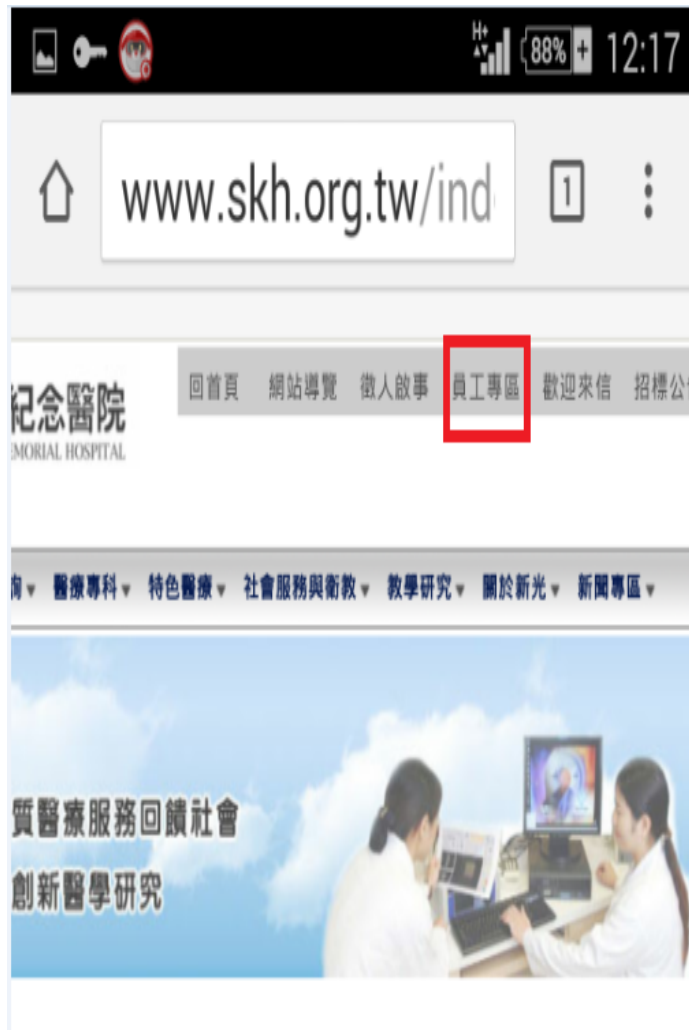 H+ 88% 12:17
www.skh.org.tw/ind
1
紀念醫院
EMORIAL HOSPITAL
回首頁 網站導覽 徵人啟事 員工專區 歡迎來信 招標公告
詢 醫療專科 特色醫療 社會服務與衛教 教學研究 關於新光 新聞專區
質醫療服務回饋社會
創新醫學研究